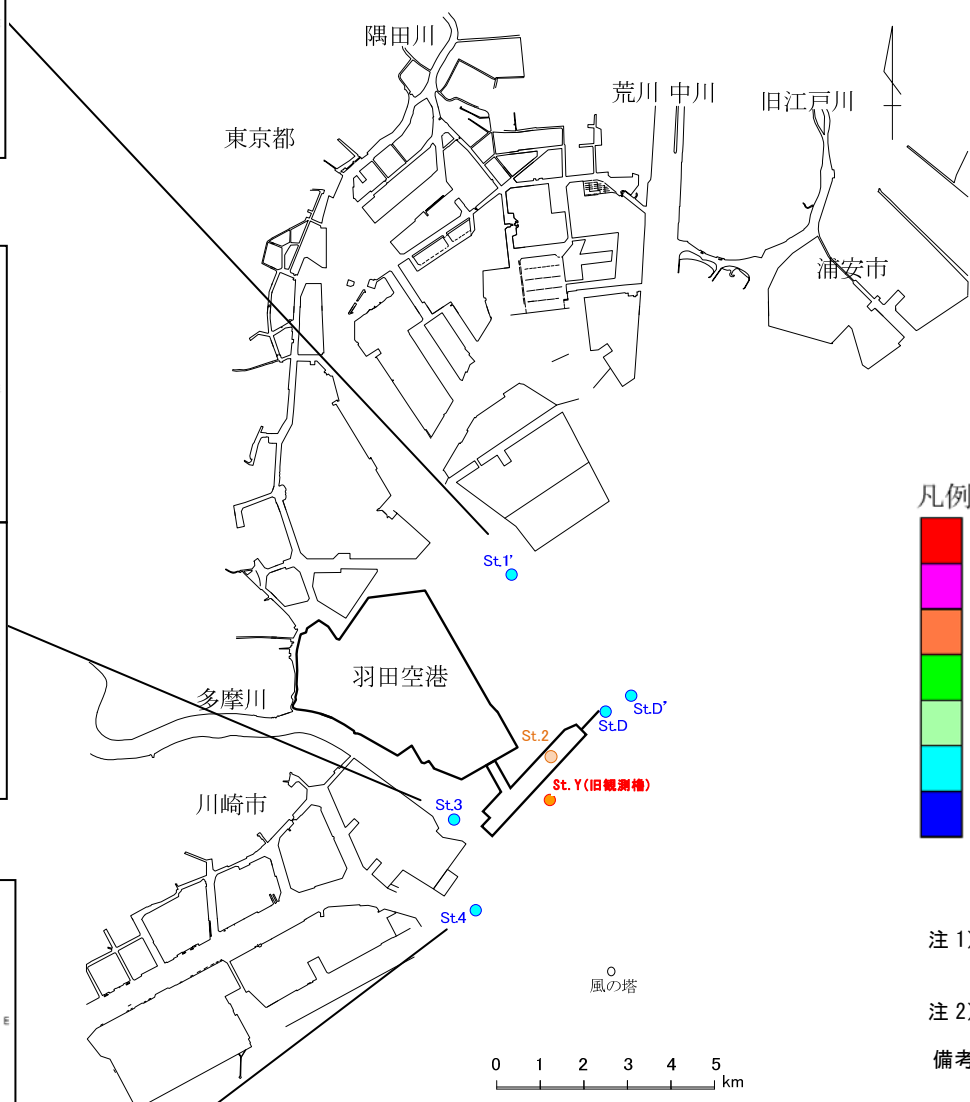 隅田川
荒川 中川
旧江戸川
東京都
浦安市
凡例
St.1'
羽田空港
多摩川
St.D'
St.D
St.2
St.Y(旧観測櫓)
川崎市
St.3
St.4
注 1)
風の塔
注 2)
備考
m
0 1 2 3 4 5
km